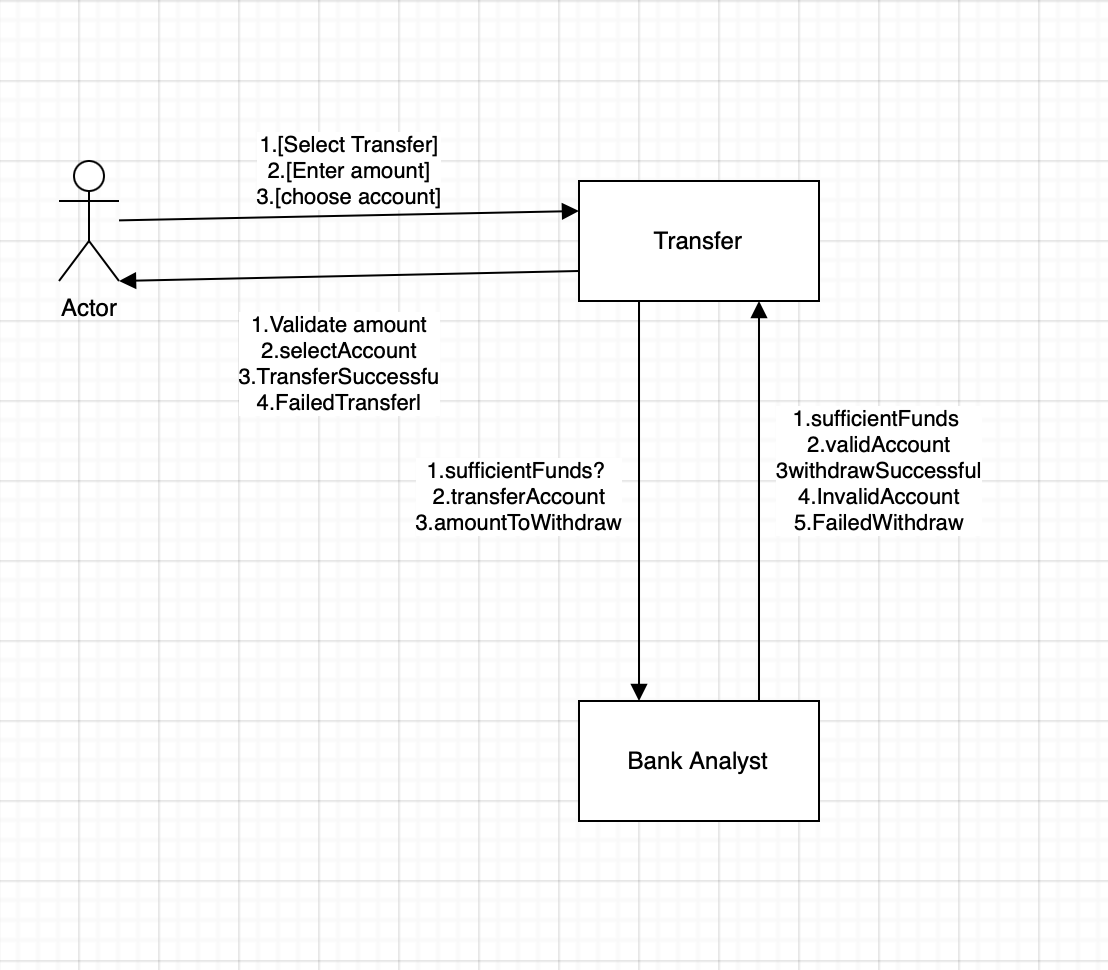 1.[Select Transfer]
2.[Enter amount]
3.[choose account]
Transfer
Actor
1.Validate amount
2.selectAccount
3.TransferSuccessfu
4.FailedTransferl
1.sufficientFunds?
2.transferAccount
3.amountToWithdraw
1.sufficientFunds
2.validAccount
3withdrawSuccessful
4.InvalidAccount
5.FailedWithdraw
Bank Analyst